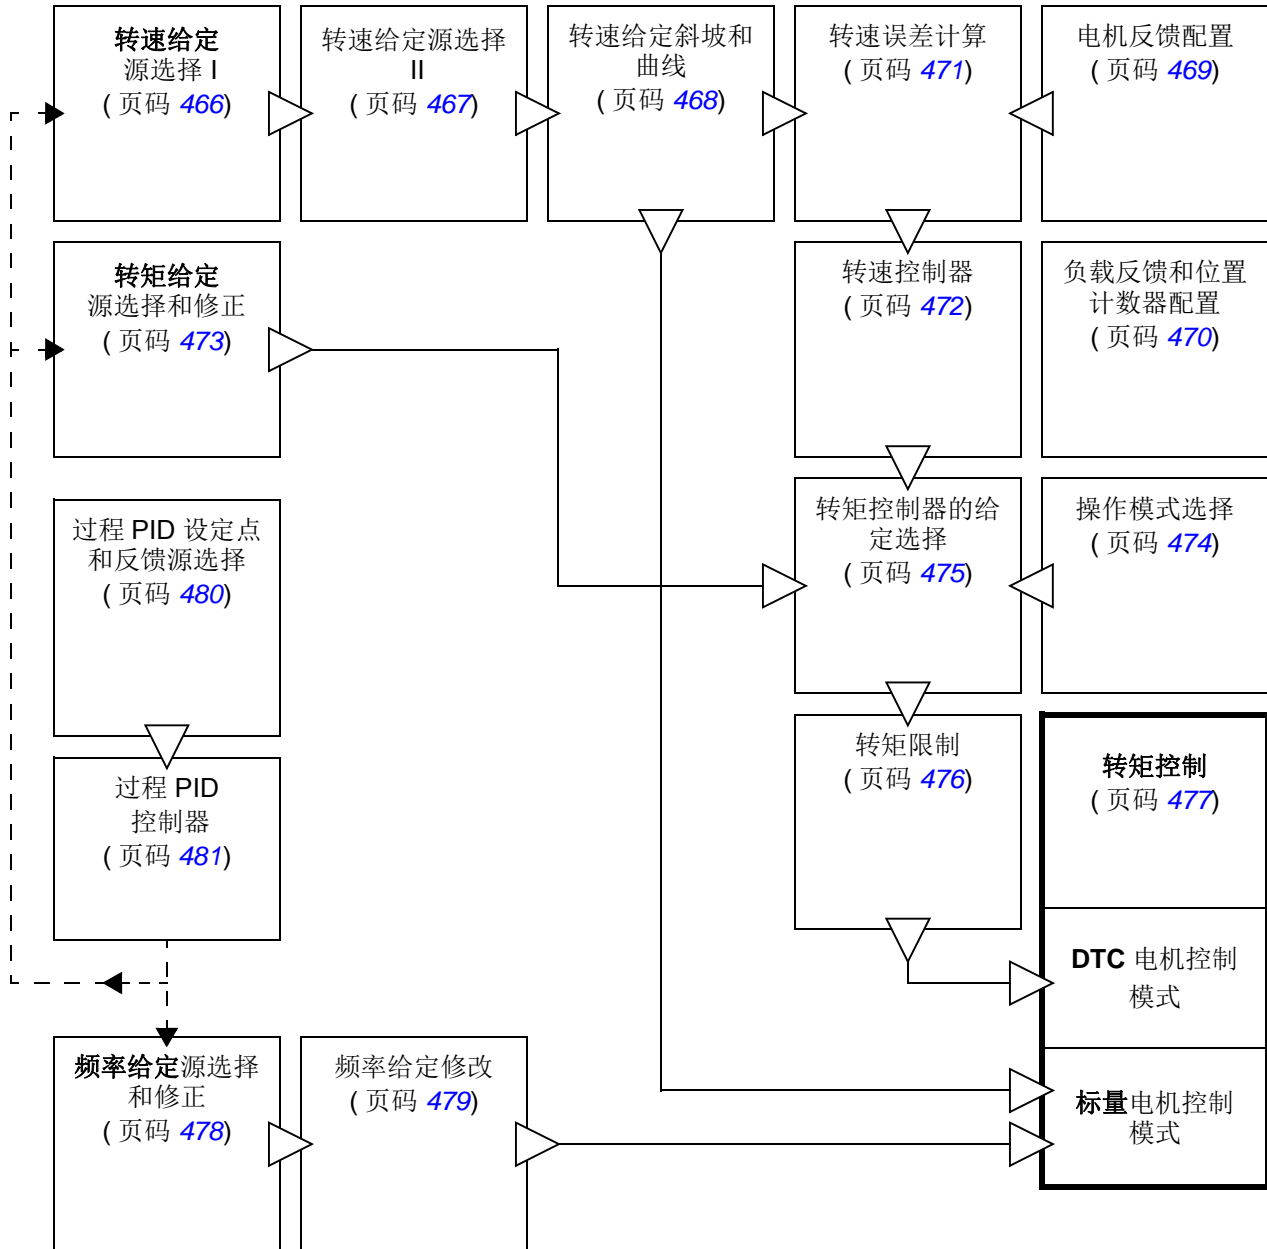 转速给定
源选择 I
( 页码 466)
转速给定源选择
II
( 页码 467)
转速给定斜坡和
曲线
( 页码 468)
转速误差计算
( 页码 471)
电机反馈配置
( 页码 469)
转矩给定
源选择和修正
( 页码 473)
转速控制器
( 页码 472)
负载反馈和位置
计数器配置
( 页码 470)
过程 PID 设定点
和反馈源选择
( 页码 480)
转矩控制器的给
定选择
( 页码 475)
操作模式选择
( 页码 474)
过程 PID
控制器
( 页码 481)
转矩限制
( 页码 476)
转矩控制
( 页码 477)
DTC 电机控制
模式
频率给定源选择
和修正
( 页码 478)
频率给定修改
( 页码 479)
标量电机控制
模式